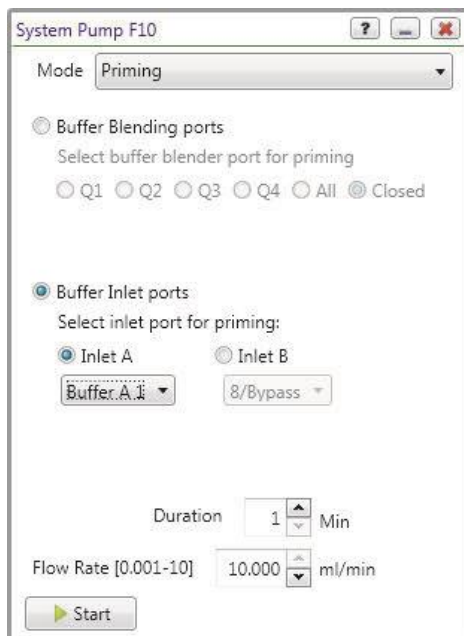 System Pump F10 ?
Mode Priming
Buffer Blending ports
Select buffer blender port for priming
Q1 Q2 Q3 Q4 All Closed
Buffer Inlet ports
Select inlet port for priming:
Inlet A Inlet B
Buffer A 1 8/Bypass
Duration 1 Min
Flow Rate [0.001-10] 10.000 ml/min
Start